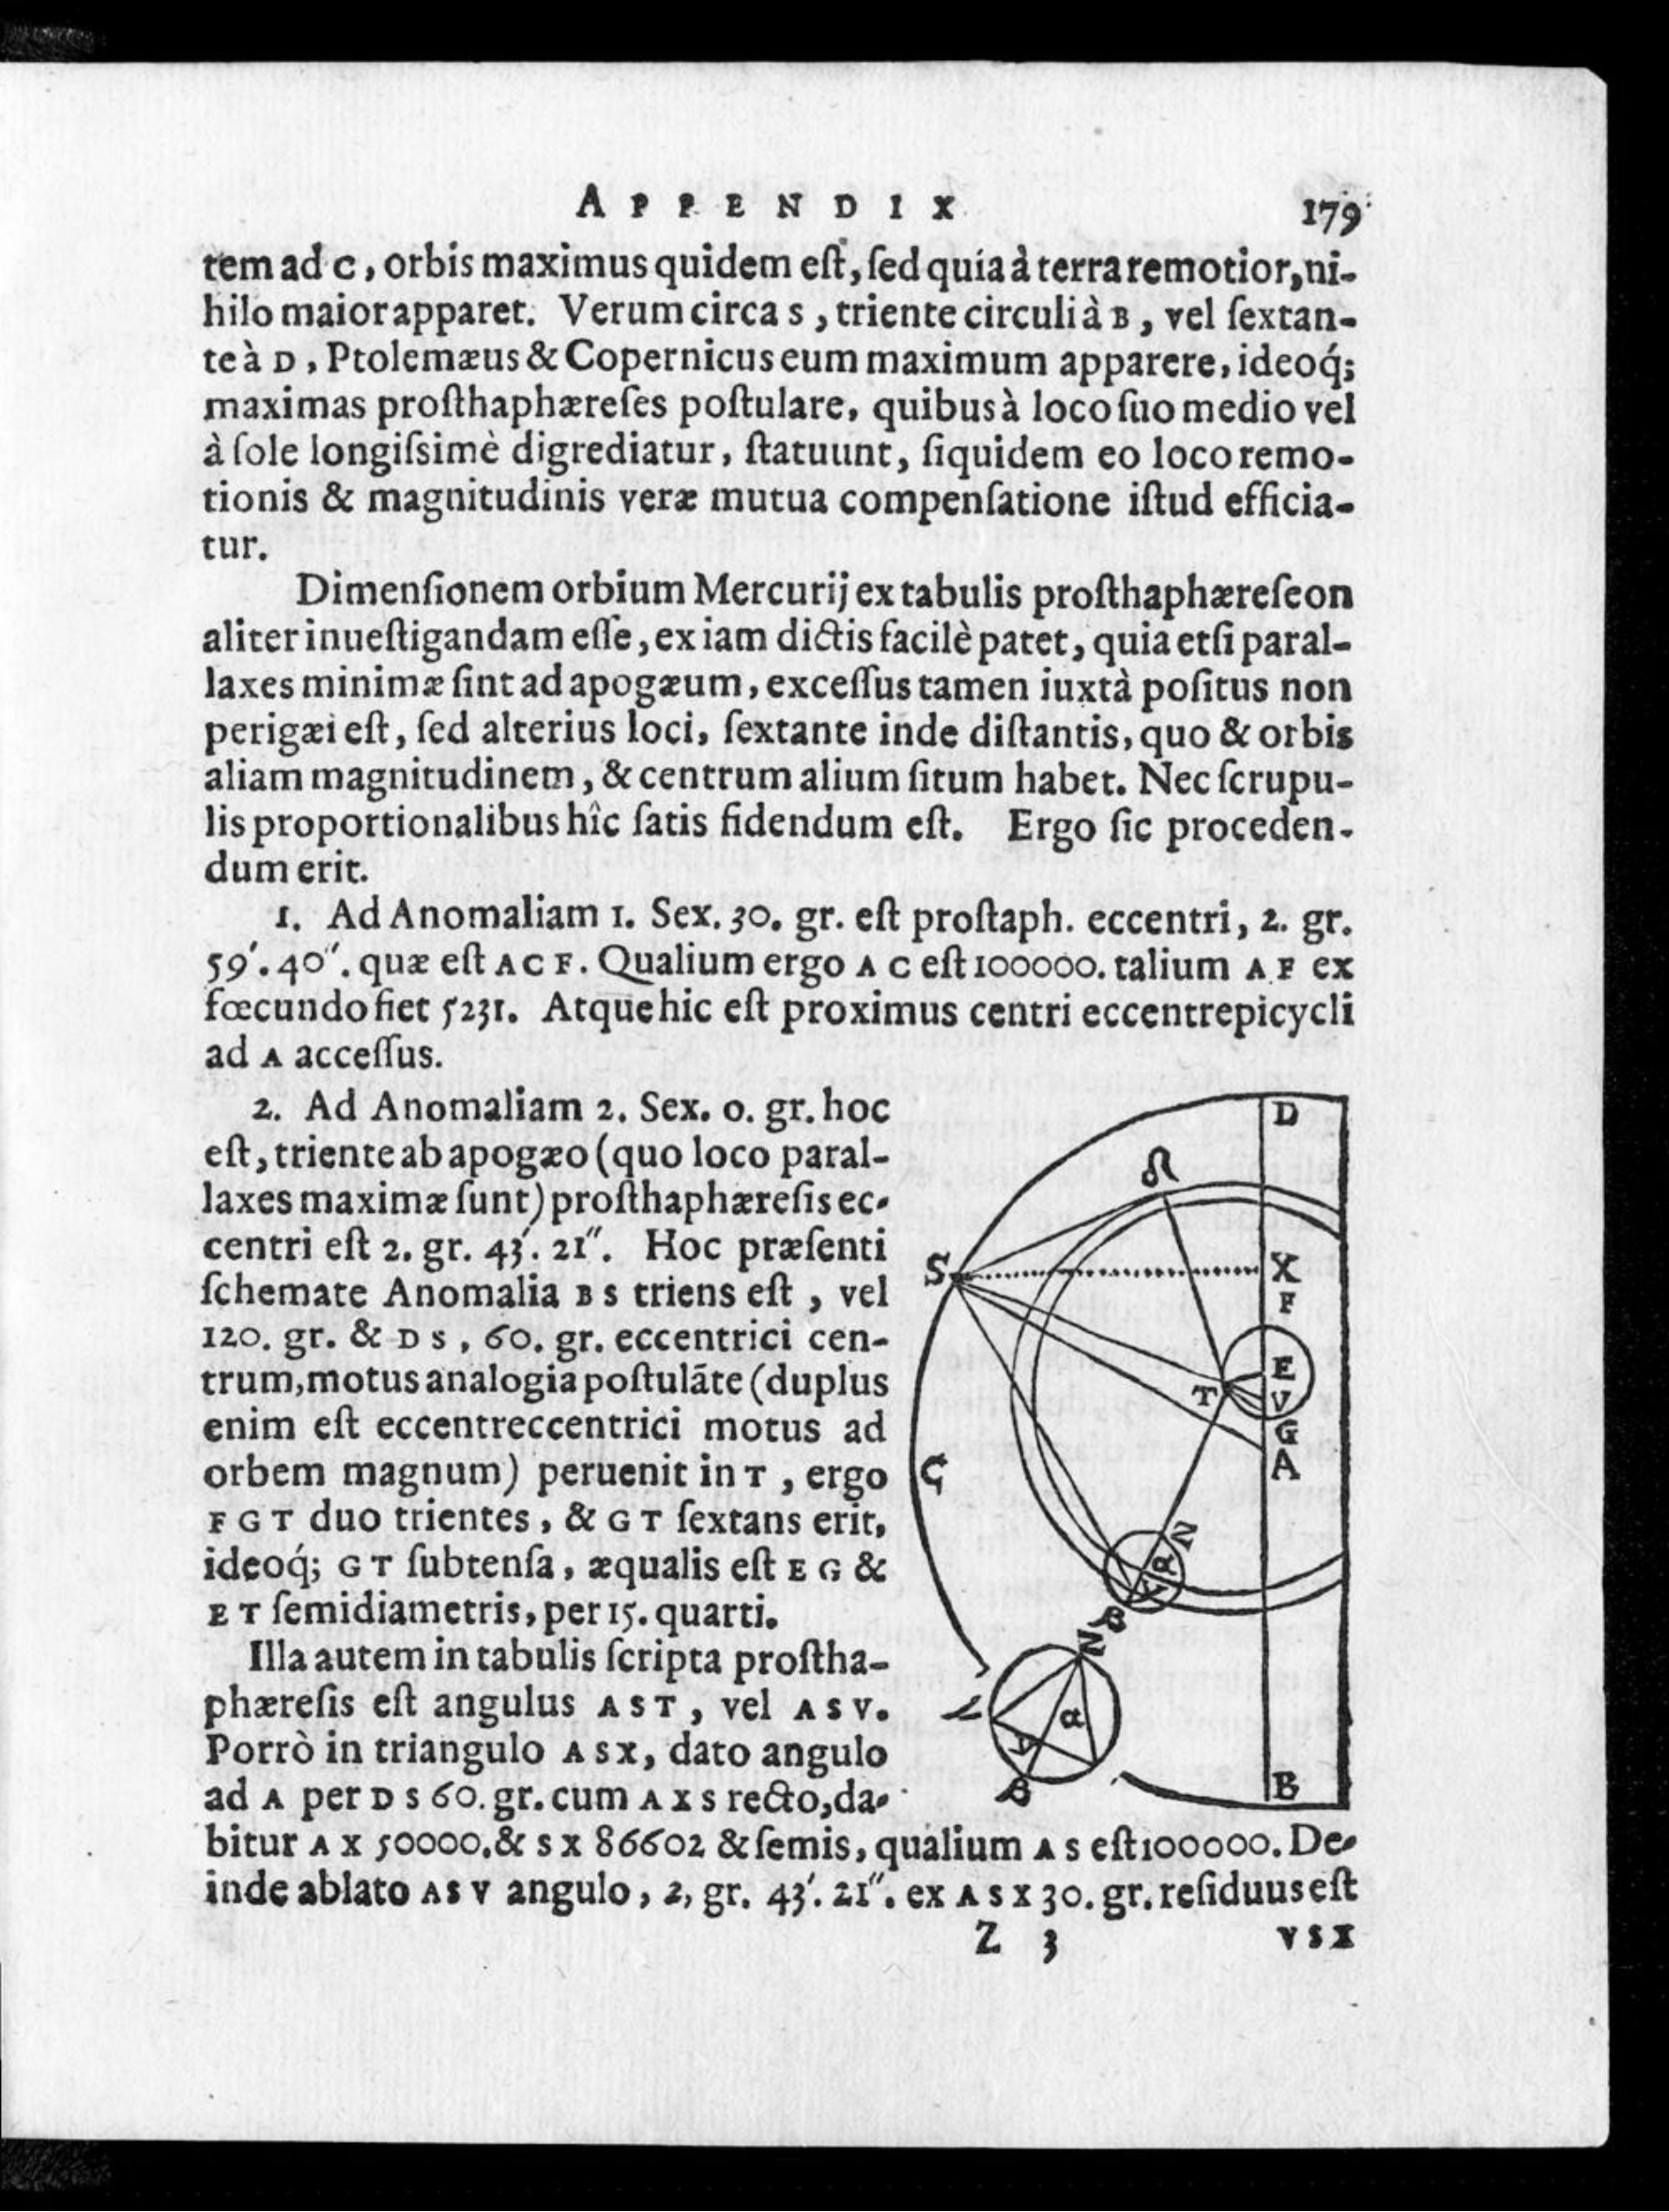 APPENDIX 179
tem ad C, orbis maximus quidem eſt, ſed quia à terra remotior, ni-
hilo maior apparet. Verum circa S, triente circuli à B, vel ſextan-
te à D, Ptolemæus & Copernicus eum maximum apparere, ideoq́;
maximas proſthaphæreſes poſtulare, quibus à loco ſuo medio vel
à ſole longiſsimè digrediatur, ſtatuunt, ſiquidem eo loco remo-
tionis & magnitudinis veræ mutua compenſatione iſtud efficia-
tur.
Dimenſionem orbium Mercurij ex tabulis proſthaphæreſeon
aliter inueſtigandam eſſe, ex iam dictis facilè patet, quia etſi paral-
laxes minimæ ſint ad apogæum, exceſſus tamen iuxtà poſitus non
perigæi eſt, ſed alterius loci, ſextante inde diſtantis, quo & orbis
aliam magnitudinem, & centrum alium ſitum habet. Nec ſcrupu-
lis proportionalibus hîc ſatis fidendum eſt. Ergo ſic proceden-
dum erit.
1. Ad Anomaliam 1. Sex. 30. gr. eſt proſtaph. eccentri, 2. gr.
59′. 40″. quæ eſt ACF. Qualium ergo AC eſt 100000. talium AF ex
fœcundo fiet 5231. Atque hic eſt proximus centri eccentrepicycli
ad A acceſſus.
2. Ad Anomaliam 2. Sex. 0. gr. hoc
eſt, triente ab apogæo (quo loco paral-
laxes maximæ ſunt) proſthaphæreſis ec-
centri eſt 2. gr. 43′. 21″. Hoc præſenti
ſchemate Anomalia BS triens eſt, vel
120. gr. & DS, 60. gr. eccentrici cen-
trum, motus analogia poſtulāte (duplus
enim eſt eccentreccentrici motus ad
orbem magnum) peruenit in T, ergo
FGT duo trientes, & GT ſextans erit,
ideoq́; GT ſubtenſa, æqualis eſt EG &
ET ſemidiametris, per 15. quarti.
Illa autem in tabulis ſcripta proſtha-
phæreſis eſt angulus AST, vel ASV.
Porrò in triangulo ASX, dato angulo
ad A per DS 60. gr. cum AXS recto, da-
bitur AX 50000. & SX 86602 & ſemis, qualium AS eſt 100000. De-
inde ablato ASV angulo, 2, gr. 43′. 21″. ex ASX 30. gr. reſiduus eſt
Z 3 VSX
D
S
X
F
E
T
V
G
A
N
α
β
N
α
β
B